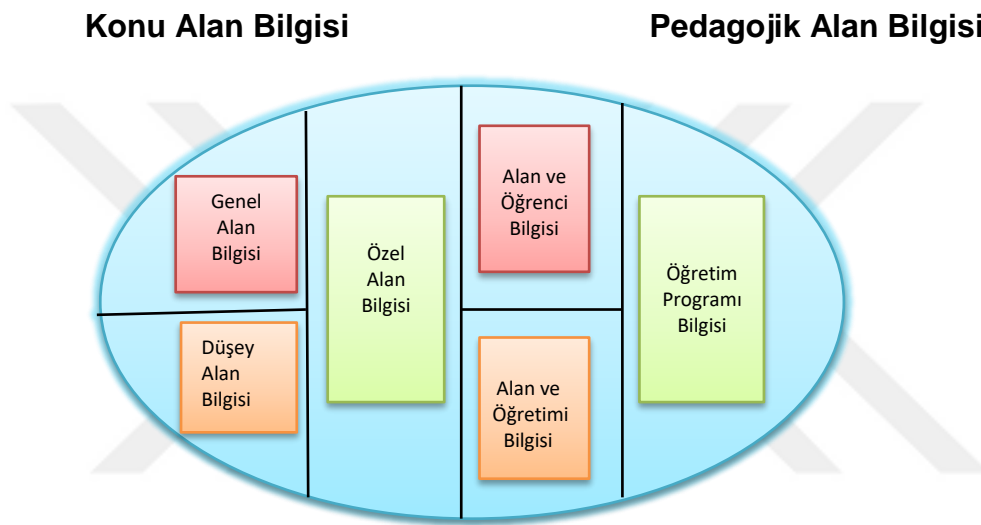 Konu Alan Bilgisi
Pedagojik Alan Bilgisi
Genel
Alan
Bilgisi
Düşey
Alan
Bilgisi
Özel
Alan
Bilgisi
Alan ve
Öğrenci
Bilgisi
Alan ve
Öğretimi
Bilgisi
Öğretim
Programı
Bilgisi